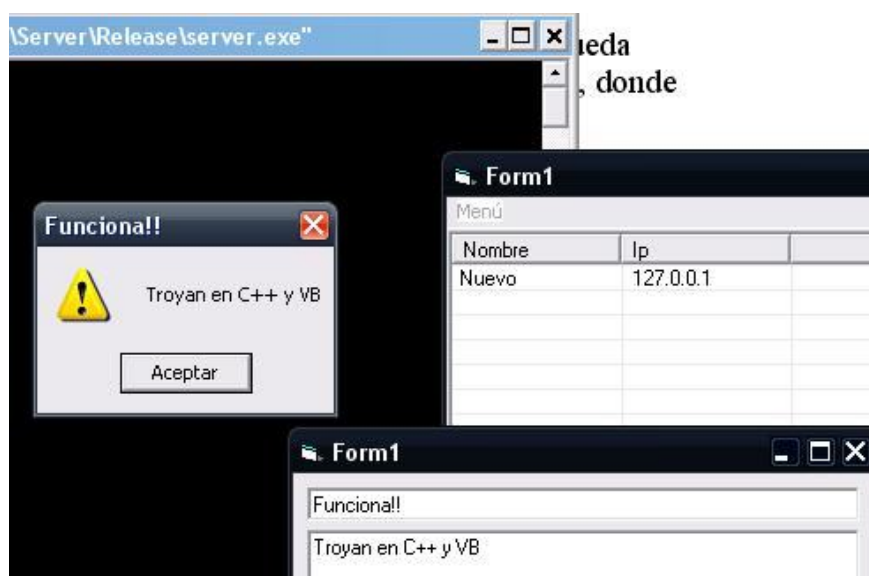 \Server\Release\server.exe"
, donde
Form1
Menú
Nombre Ip
Nuevo 127.0.0.1
Funciona!!
Troyan en C++ y VB
Aceptar
Form1
Funciona!!
Troyan en C++ y VB